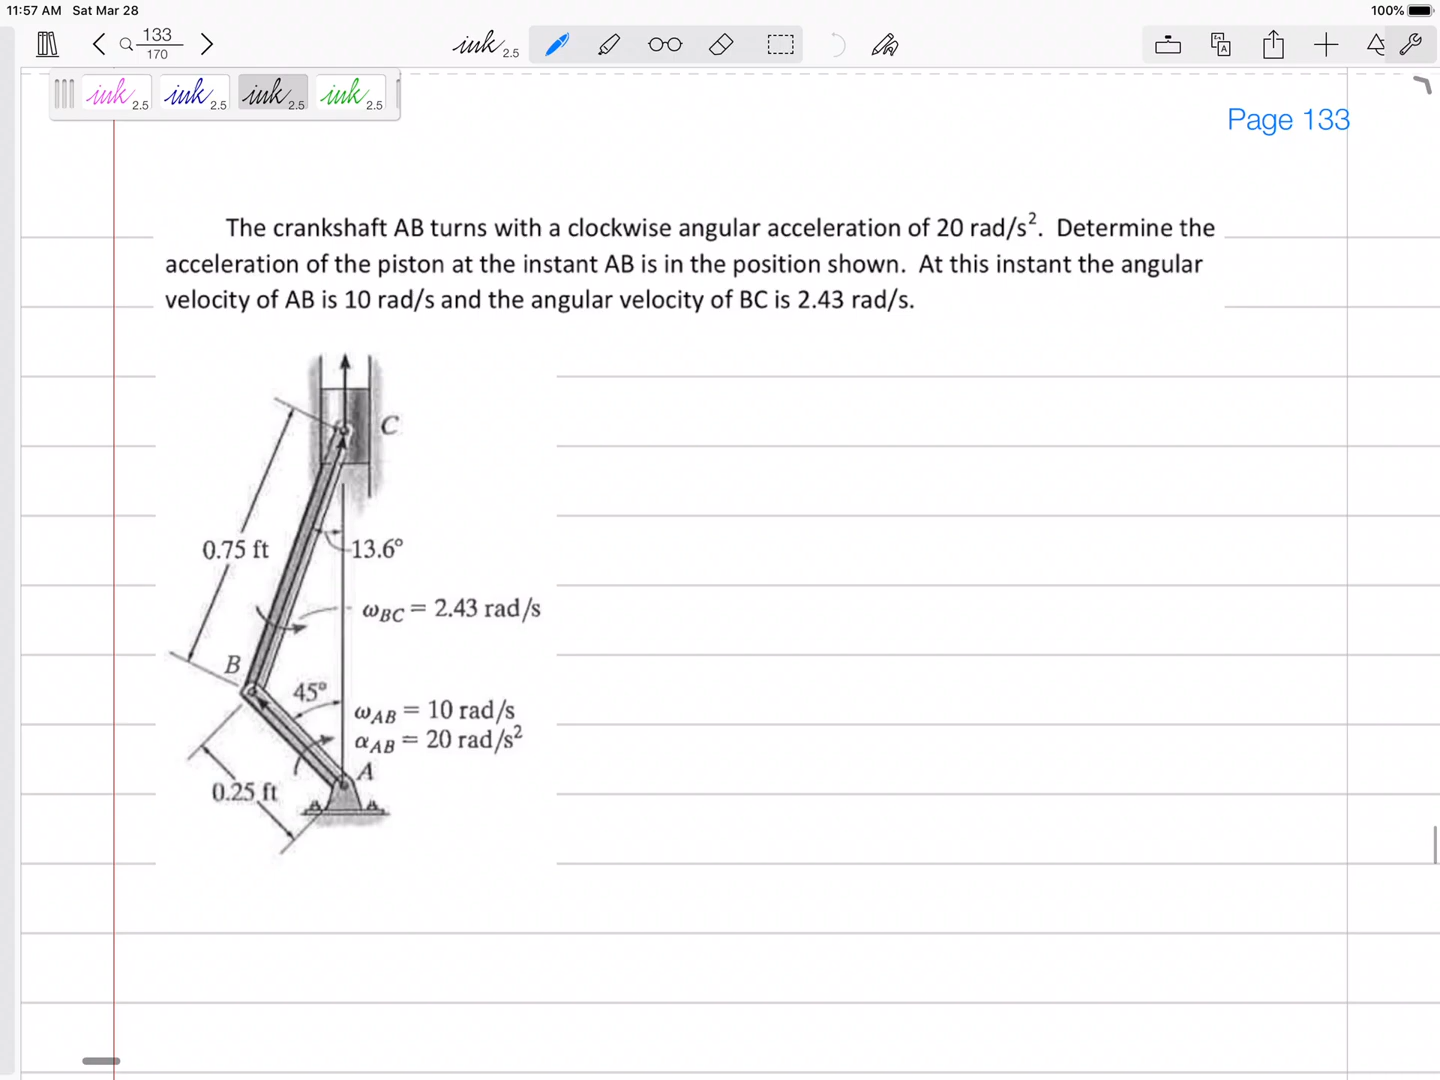 11:57 AM Sat Mar 28
100%
133
170
ink 2.5
ink 2.5
ink 2.5
ink 2.5
ink 2.5
Page 133
The crankshaft AB turns with a clockwise angular acceleration of 20 rad/s². Determine the
acceleration of the piston at the instant AB is in the position shown. At this instant the angular
velocity of AB is 10 rad/s and the angular velocity of BC is 2.43 rad/s.
C
0.75 ft
13.6°
ω_BC = 2.43 rad/s
B
45°
ω_AB = 10 rad/s
α_AB = 20 rad/s²
A
0.25 ft